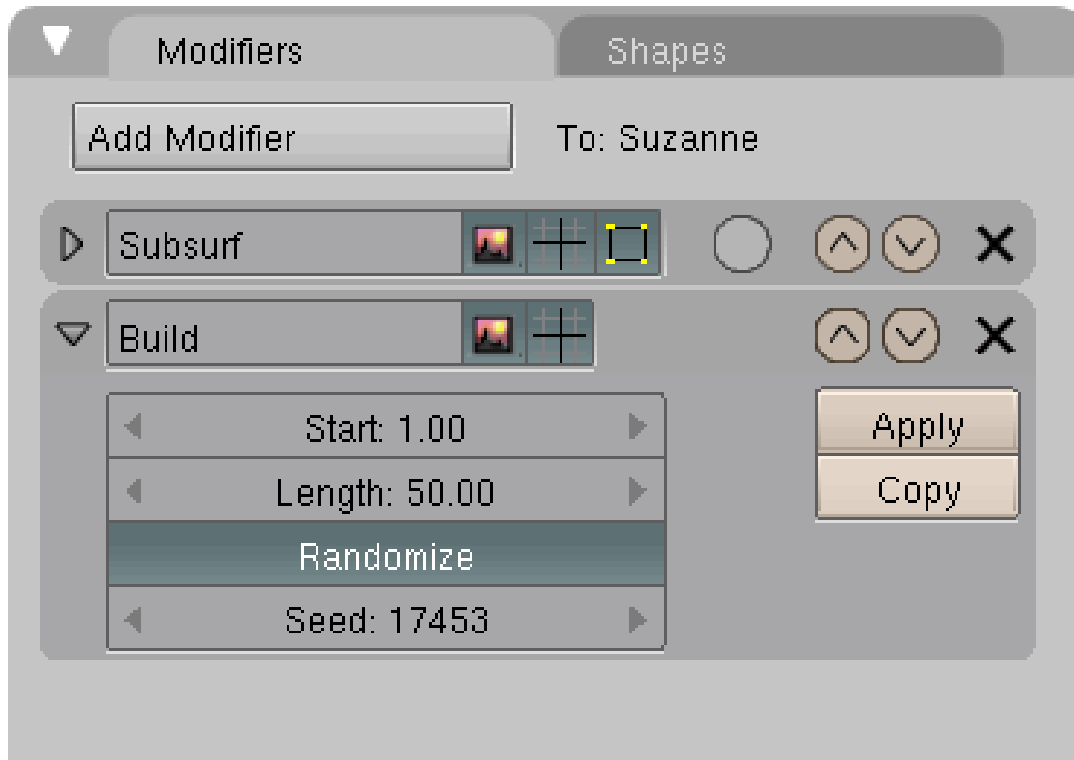 Modifiers
Shapes
Add Modifier
To: Suzanne
Subsurf
Build
Start: 1.00
Length: 50.00
Randomize
Seed: 17453
Apply
Copy